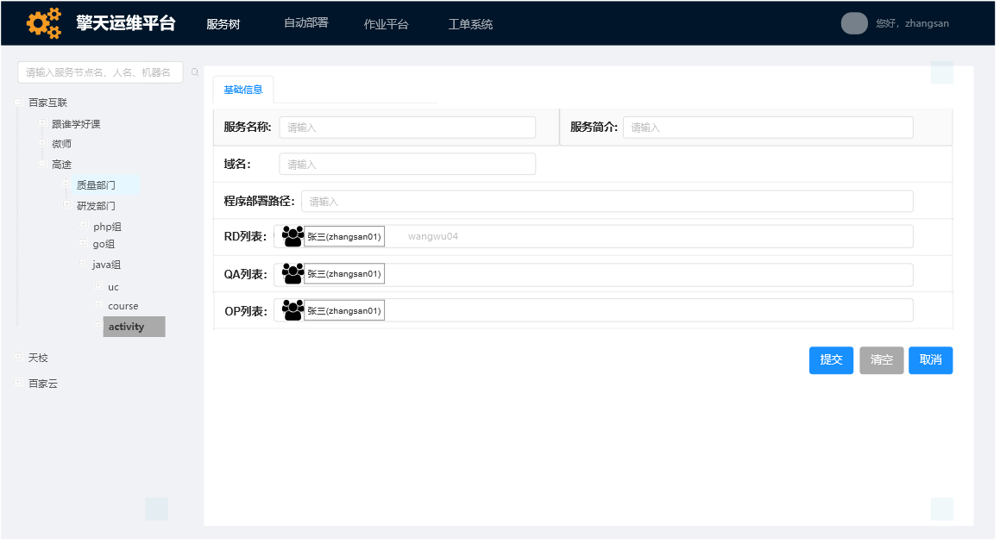 擎天运维平台 服务树 自动部署 作业平台 工单系统 您好，zhangsan
请输入服务节点名、人名、机器名
百家互联
跟谁学好课
微师
高途
质量部门
研发部门
php组
go组
java组
uc
course
activity
天校
百家云
基础信息
服务名称: 请输入 服务简介: 请输入
域名: 请输入
程序部署路径: 请输入
RD列表: 张三(zhangsan01) wangwu04
QA列表: 张三(zhangsan01)
OP列表: 张三(zhangsan01)
提交 清空 取消